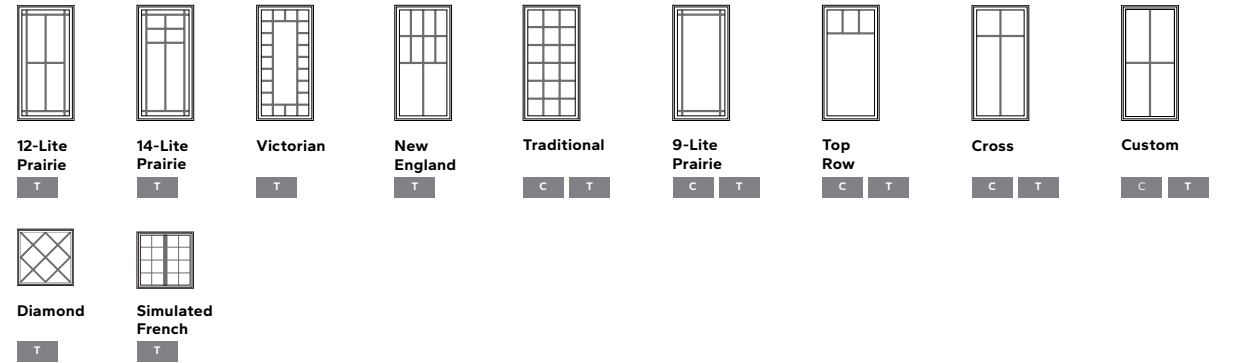 12-Lite
Prairie
T
14-Lite
Prairie
T
Victorian
T
New
England
T
Traditional
C T
9-Lite
Prairie
C T
Top
Row
C T
Cross
C T
Custom
C T
Diamond
T
Simulated
French
T